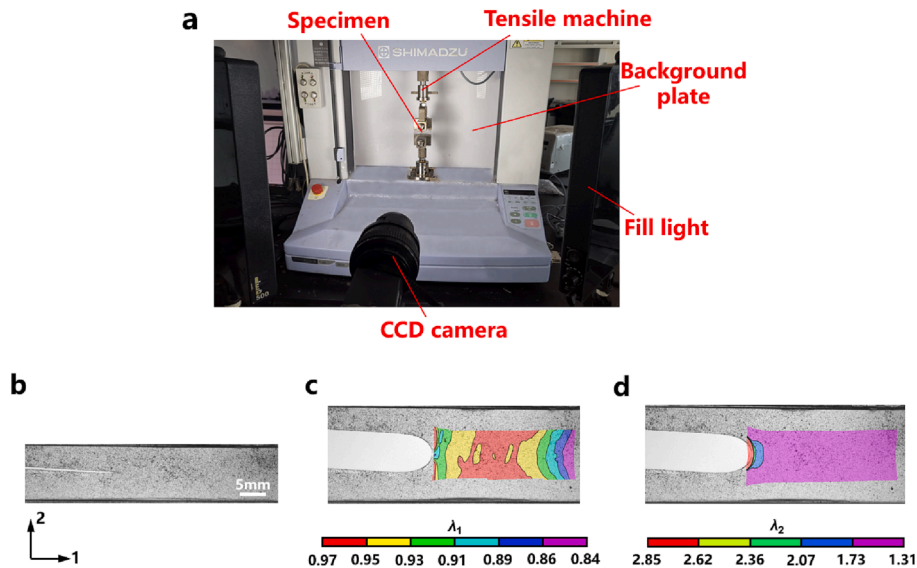 a
Specimen
Tensile machine
SHIMADZU
Background
plate
Fill light
CCD camera
b
5mm
2
1
c
λ1
0.97 0.95 0.93 0.91 0.89 0.86 0.84
d
λ2
2.85 2.62 2.36 2.07 1.73 1.31